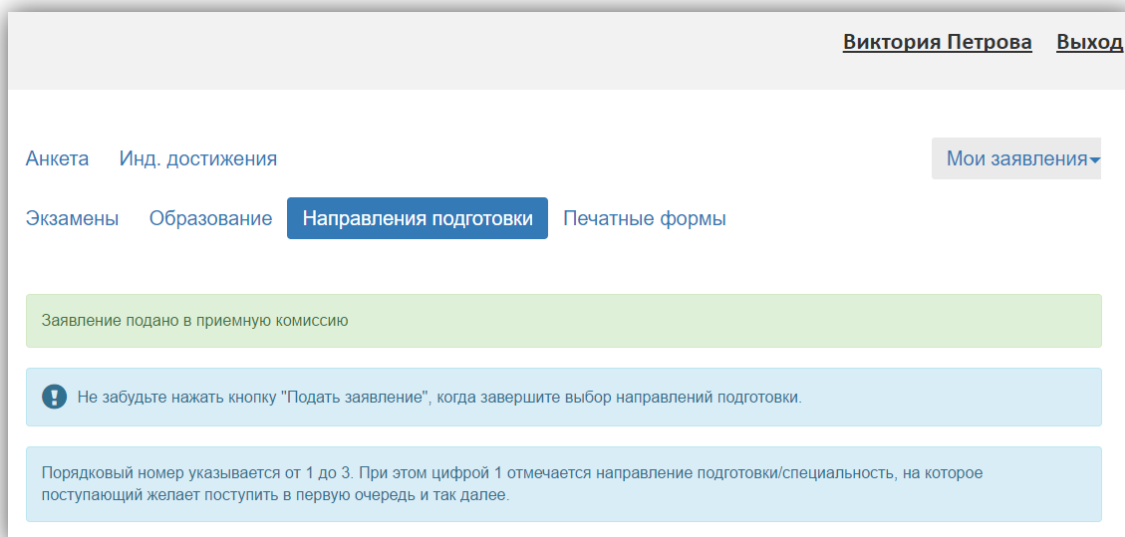 Виктория Петрова Выход
Анкета Инд. достижения Мои заявления
Экзамены Образование Направления подготовки Печатные формы
Заявление подано в приемную комиссию
Не забудьте нажать кнопку "Подать заявление", когда завершите выбор направлений подготовки.
Порядковый номер указывается от 1 до 3. При этом цифрой 1 отмечается направление подготовки/специальность, на которое
поступающий желает поступить в первую очередь и так далее.